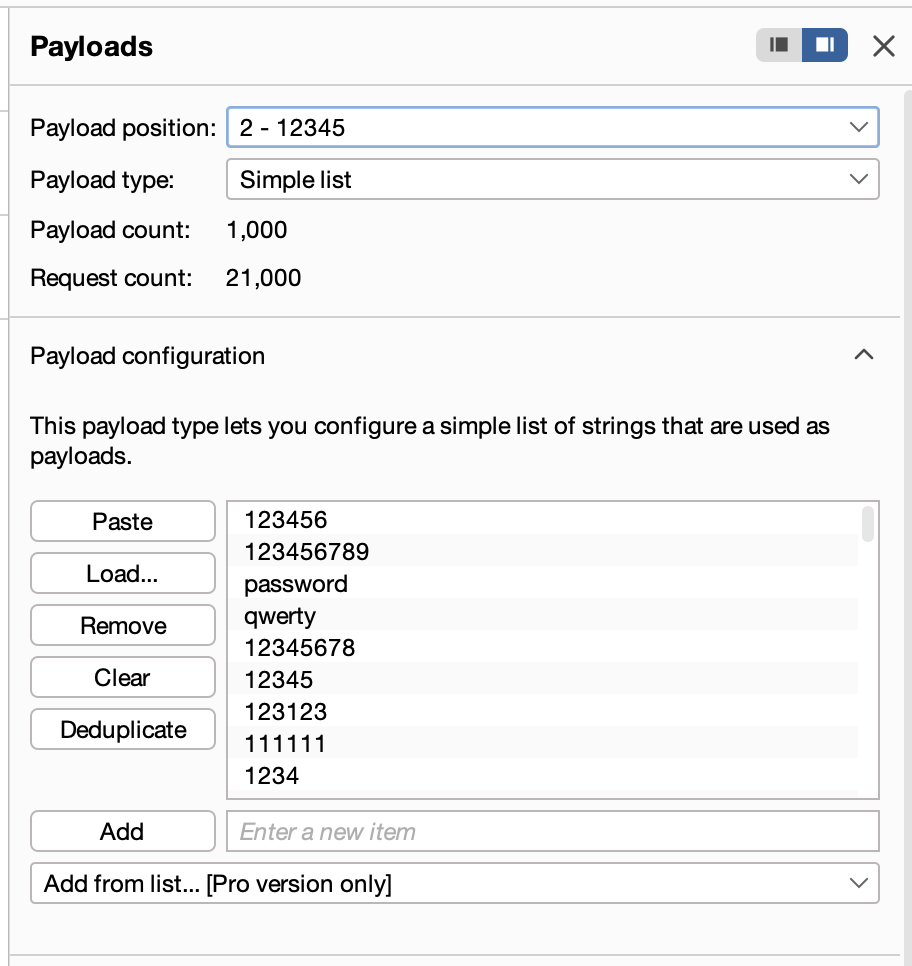 Payloads
Payload position: 2 - 12345
Payload type: Simple list
Payload count: 1,000
Request count: 21,000
Payload configuration
This payload type lets you configure a simple list of strings that are used as
payloads.
Paste
Load...
Remove
Clear
Deduplicate
123456
123456789
password
qwerty
12345678
12345
123123
111111
1234
Add
Enter a new item
Add from list... [Pro version only]